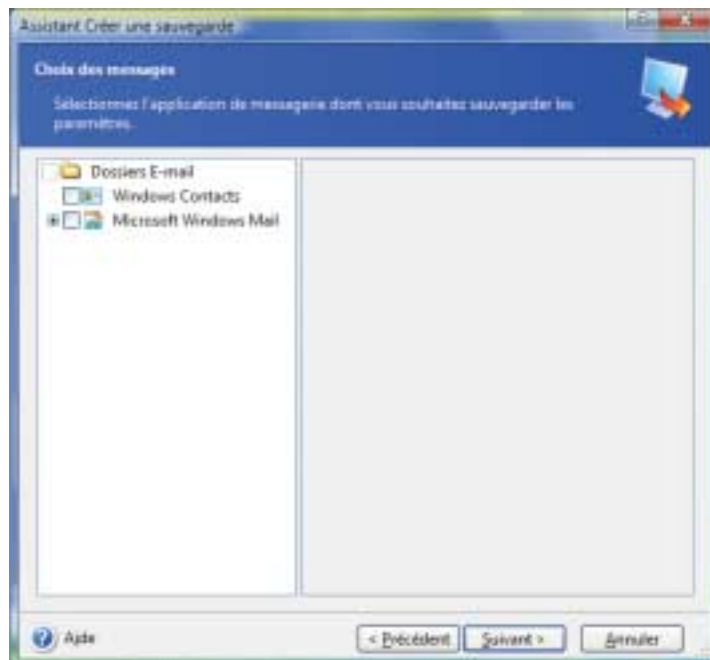 Assistant Créer une sauvegarde
Choix des messages
Sélectionnez l'application de messagerie dont vous souhaitez sauvegarder les
paramètres.
Dossiers E-mail
Windows Contacts
Microsoft Windows Mail
Aide
< Précédent
Suivant >
Annuler